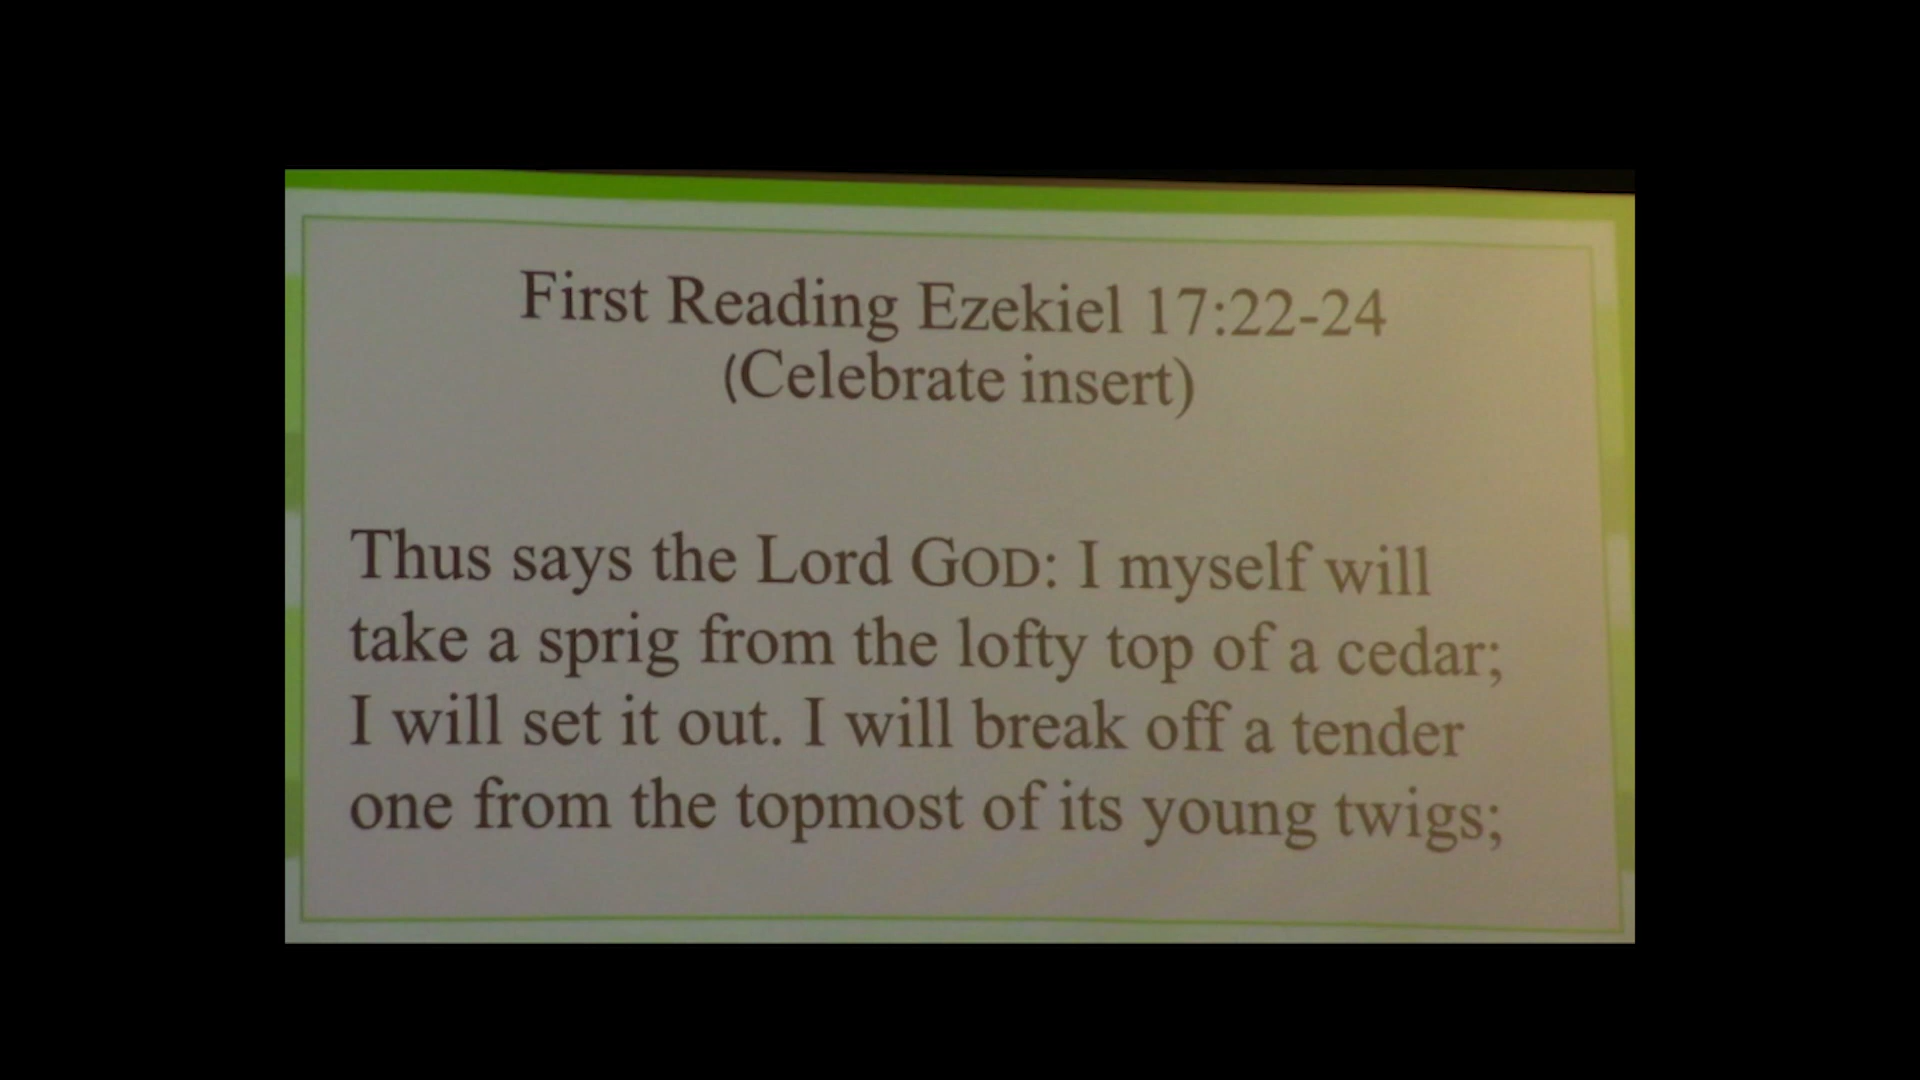 First Reading Ezekiel 17:22-24
(Celebrate insert)
Thus says the Lord GOD: I myself will
take a sprig from the lofty top of a cedar;
I will set it out. I will break off a tender
one from the topmost of its young twigs;